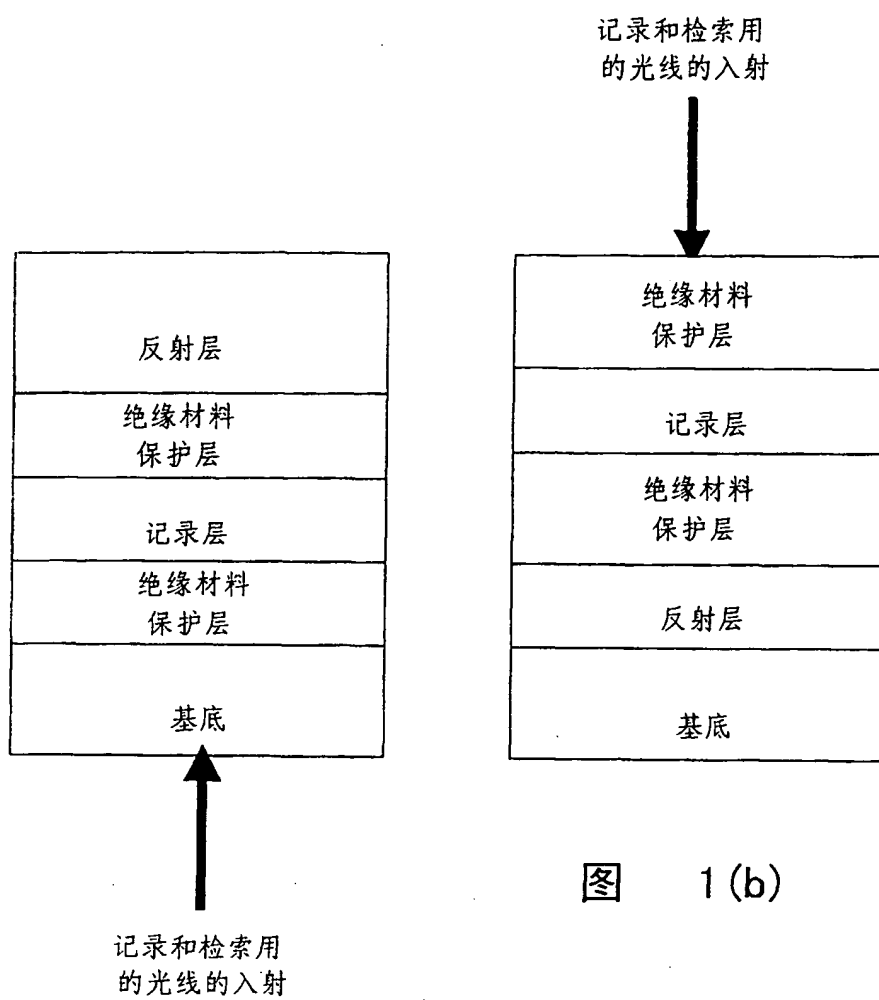 记录和检索用
的光线的入射
反射层
绝缘材料
保护层
记录层
绝缘材料
保护层
基底
记录和检索用
的光线的入射
绝缘材料
保护层
记录层
绝缘材料
保护层
反射层
基底
图 1(b)